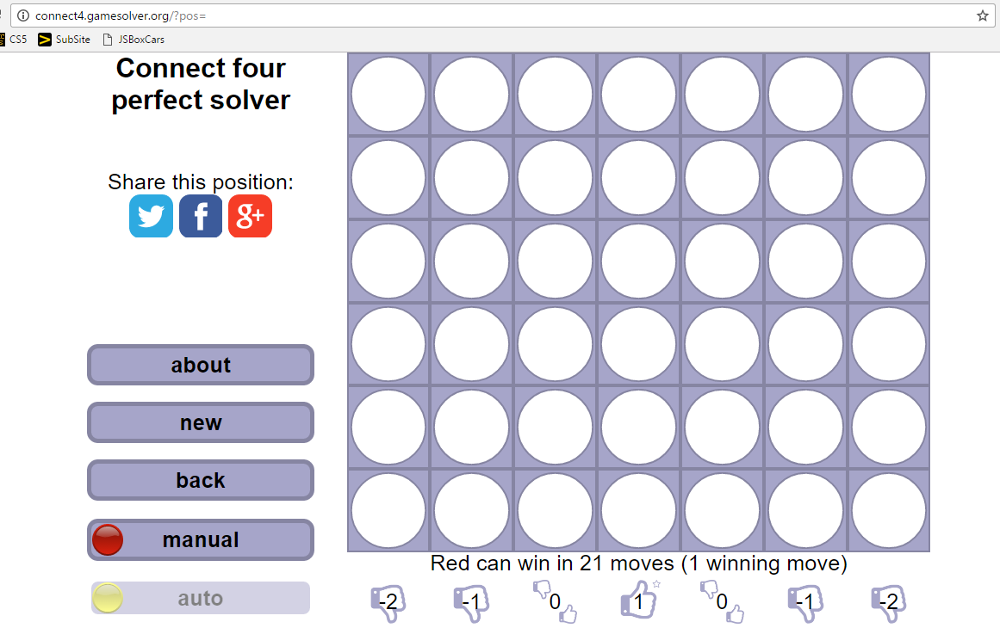 connect4.gamesolver.org/?pos=
CS5 SubSite JSBoxCars
Connect four
perfect solver
Share this position:
about
new
back
manual
auto
Red can win in 21 moves (1 winning move)
-2 -1 0 1 0 -1 -2